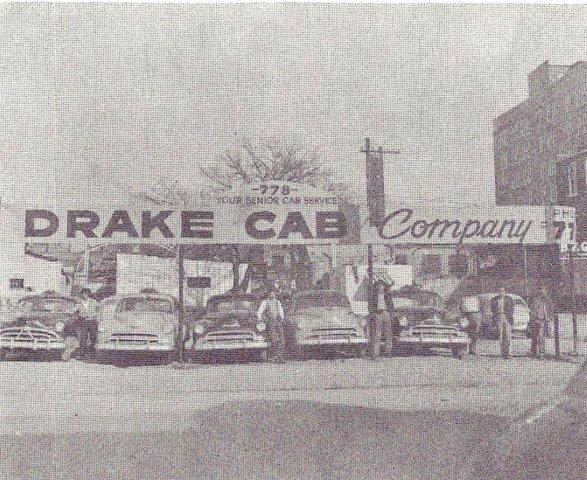 -778-
YOUR SENIOR CAB SERVICE
DRAKE CAB Company